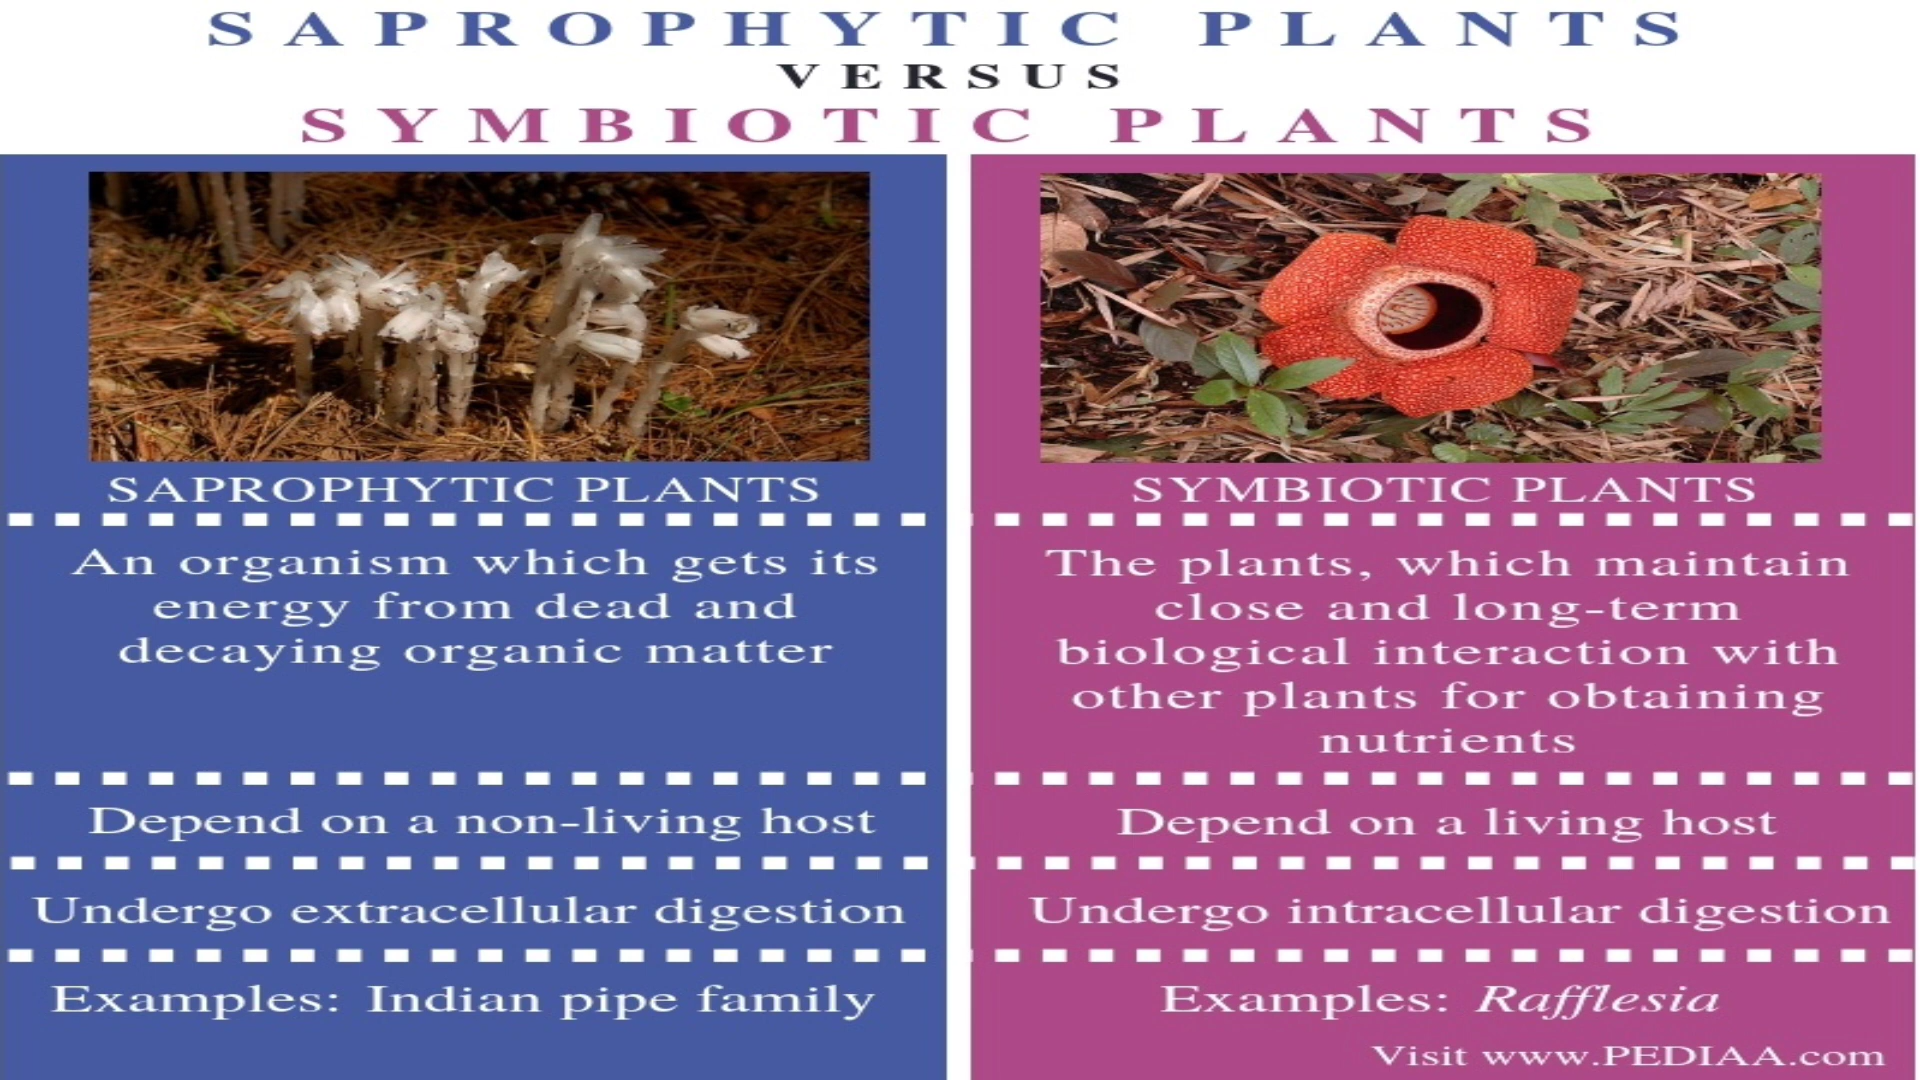 SAPROPHYTIC PLANTS
VERSUS
SYMBIOTIC PLANTS
SAPROPHYTIC PLANTS
An organism which gets its
energy from dead and
decaying organic matter
Depend on a non-living host
Undergo extracellular digestion
Examples: Indian pipe family
SYMBIOTIC PLANTS
The plants, which maintain
close and long-term
biological interaction with
other plants for obtaining
nutrients
Depend on a living host
Undergo intracellular digestion
Examples: Rafflesia
Visit www.PEDIAA.com